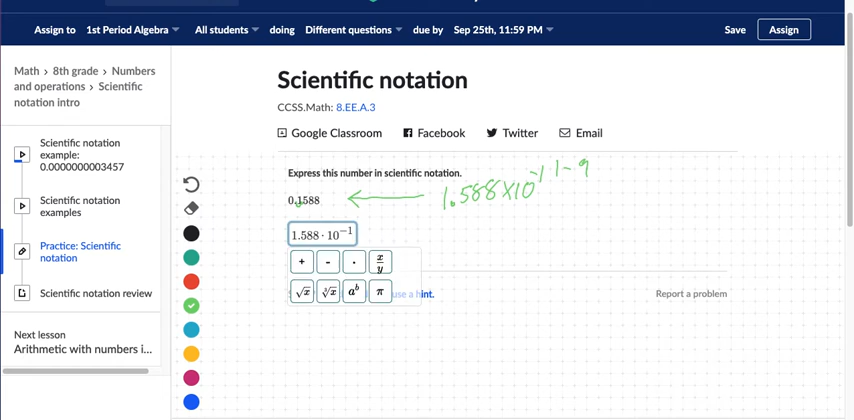 Assign to 1st Period Algebra All students doing Different questions due by Sep 25th, 11:59 PM Save Assign
Math > 8th grade > Numbers
and operations > Scientific
notation intro
Scientific notation
example:
0.0000000003457
Scientific notation
examples
Practice: Scientific
notation
Scientific notation review
Next lesson
Arithmetic with numbers i...
Scientific notation
CCSS.Math: 8.EE.A.3
Google Classroom Facebook Twitter Email
Express this number in scientific notation.
0.1588
1.588 × 10^-1 1-9
1.588 · 10^-1
+ - · x/y
√x ∛x a^b π
use a hint.
Report a problem